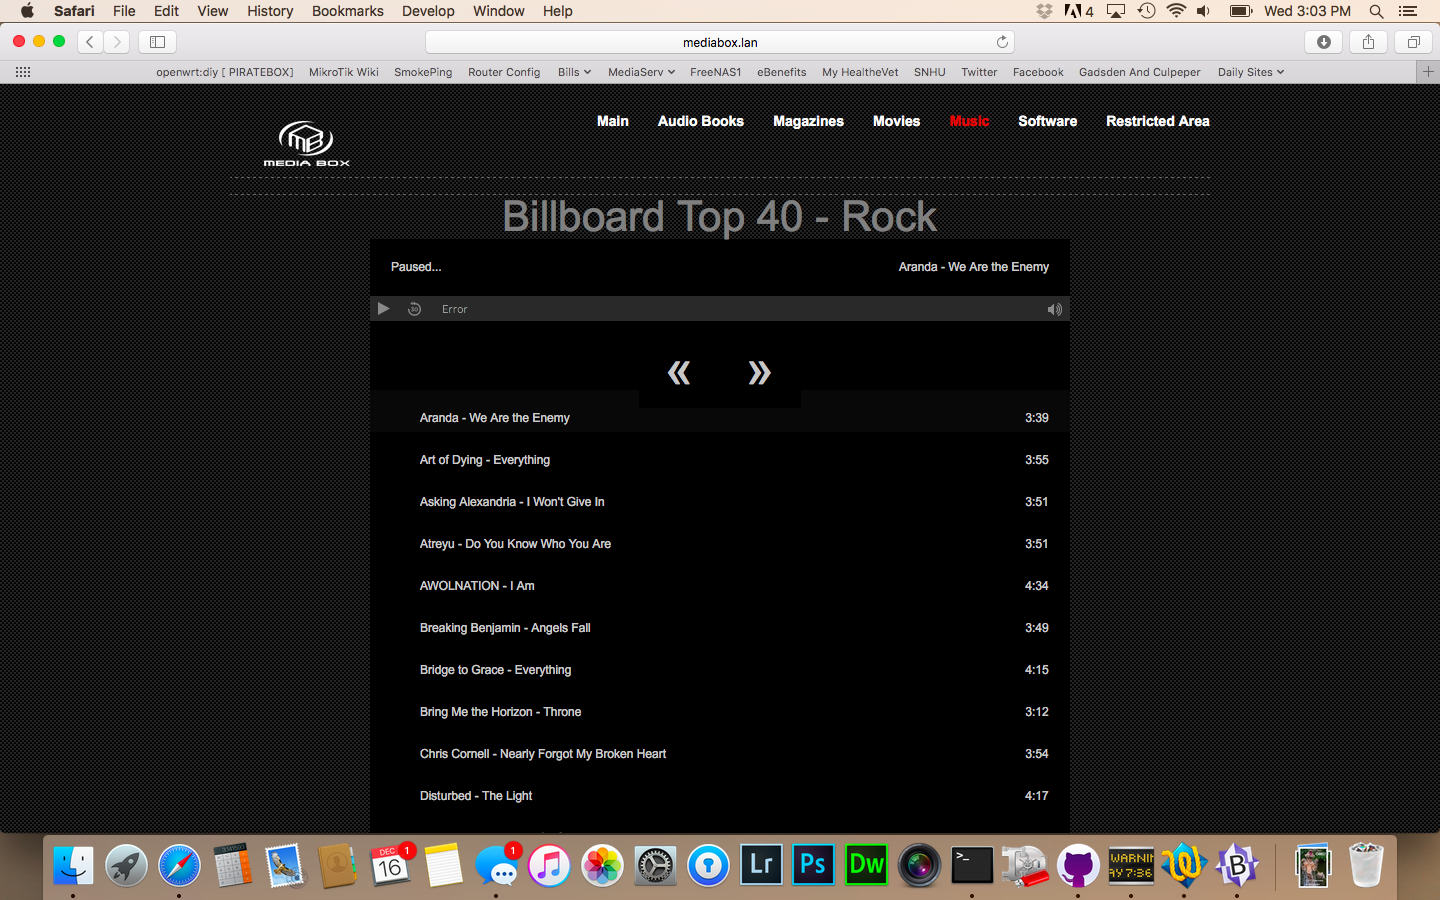 Safari File Edit View History Bookmarks Develop Window Help 4 Wed 3:03 PM
mediabox.lan
openwrt:diy [ PIRATEBOX] MikroTik Wiki SmokePing Router Config Bills MediaServ FreeNAS1 eBenefits My HealtheVet SNHU Twitter Facebook Gadsden And Culpeper Daily Sites
MB
MEDIA BOX
Main Audio Books Magazines Movies Music Software Restricted Area
Billboard Top 40 - Rock
Paused... Aranda - We Are the Enemy
30 Error
« »
Aranda - We Are the Enemy 3:39
Art of Dying - Everything 3:55
Asking Alexandria - I Won't Give In 3:51
Atreyu - Do You Know Who You Are 3:51
AWOLNATION - I Am 4:34
Breaking Benjamin - Angels Fall 3:49
Bridge to Grace - Everything 4:15
Bring Me the Horizon - Throne 3:12
Chris Cornell - Nearly Forgot My Broken Heart 3:54
Disturbed - The Light 4:17
DEC 16 1 1 Lr Ps Dw >_ WARNIN AY 7:36 B